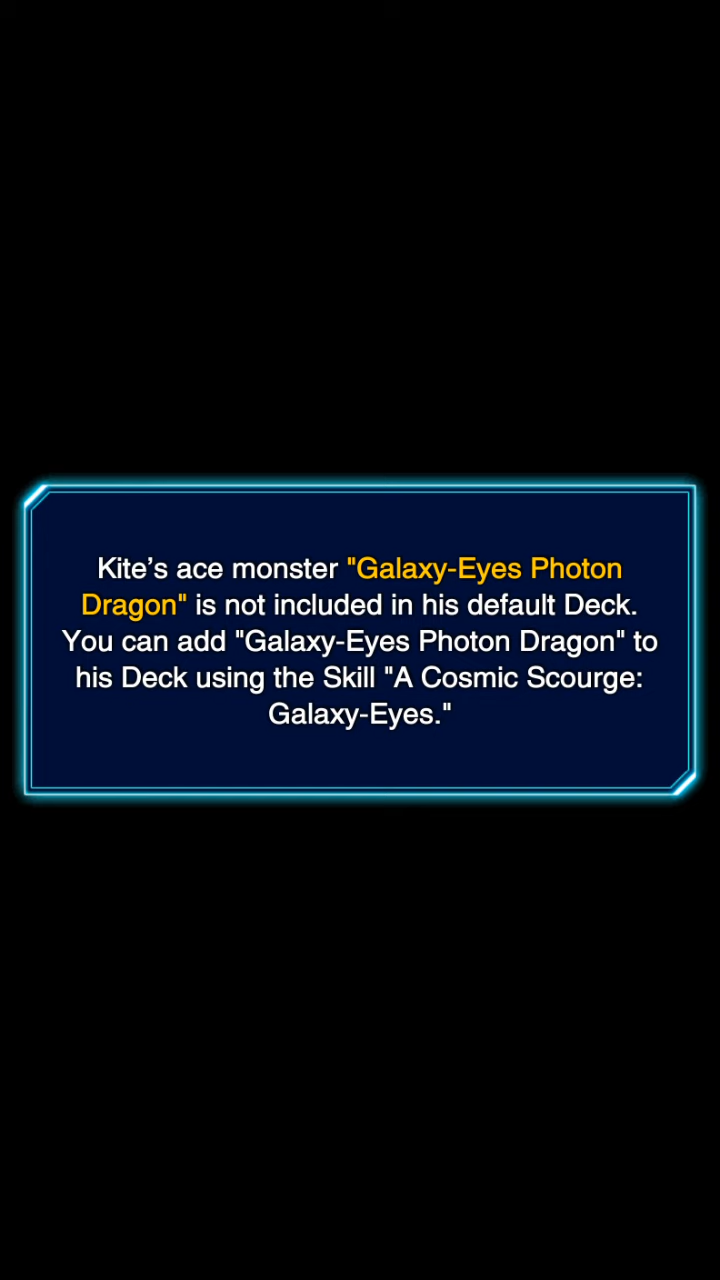 Kite’s ace monster "Galaxy-Eyes Photon
Dragon" is not included in his default Deck.
You can add "Galaxy-Eyes Photon Dragon" to
his Deck using the Skill "A Cosmic Scourge:
Galaxy-Eyes."